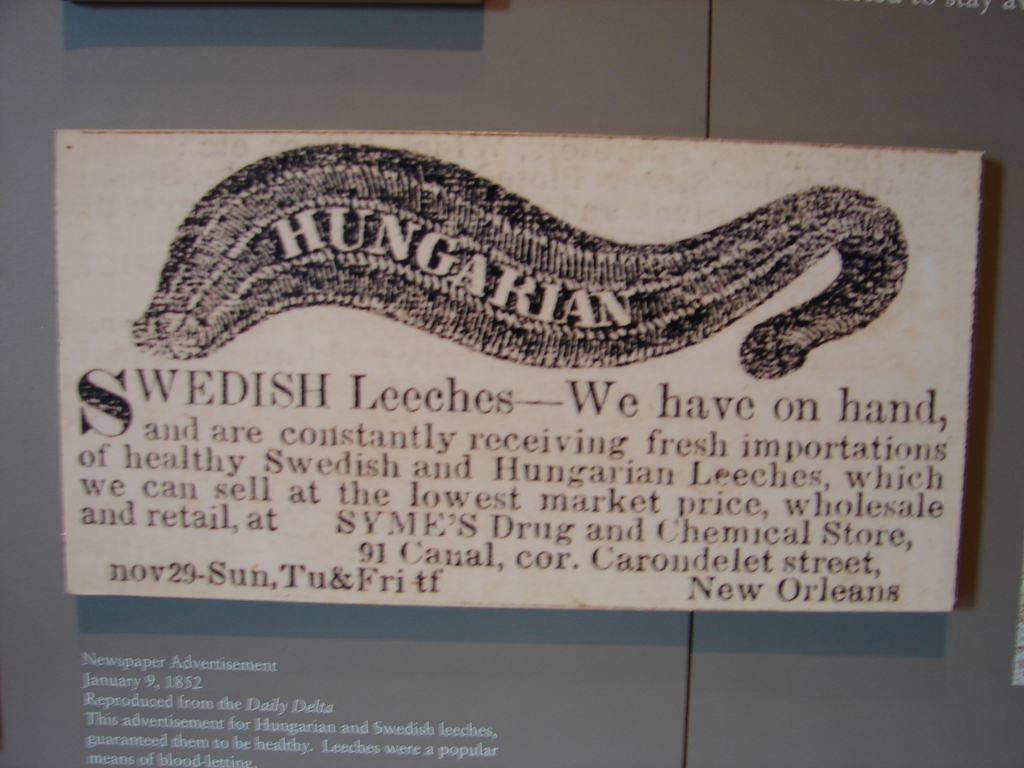 to stay
HUNGARIAN
SWEDISH Leeches—We have on hand,
and are constantly receiving fresh importations
of healthy Swedish and Hungarian Leeches, which
we can sell at the lowest market price, wholesale
and retail, at SYME'S Drug and Chemical Store,
91 Canal, cor. Carondelet street,
nov29-Sun,Tu&Fri tf New Orleans
Newspaper Advertisement
January 9, 1852
Reproduced from the Daily Delta
This advertisement for Hungarian and Swedish leeches,
guaranteed them to be healthy. Leeches were a popular
means of blood-letting.